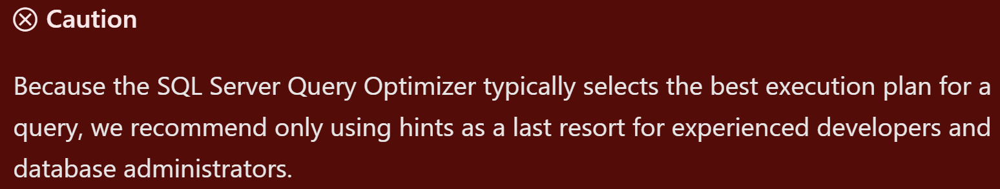 Caution
Because the SQL Server Query Optimizer typically selects the best execution plan for a
query, we recommend only using hints as a last resort for experienced developers and
database administrators.